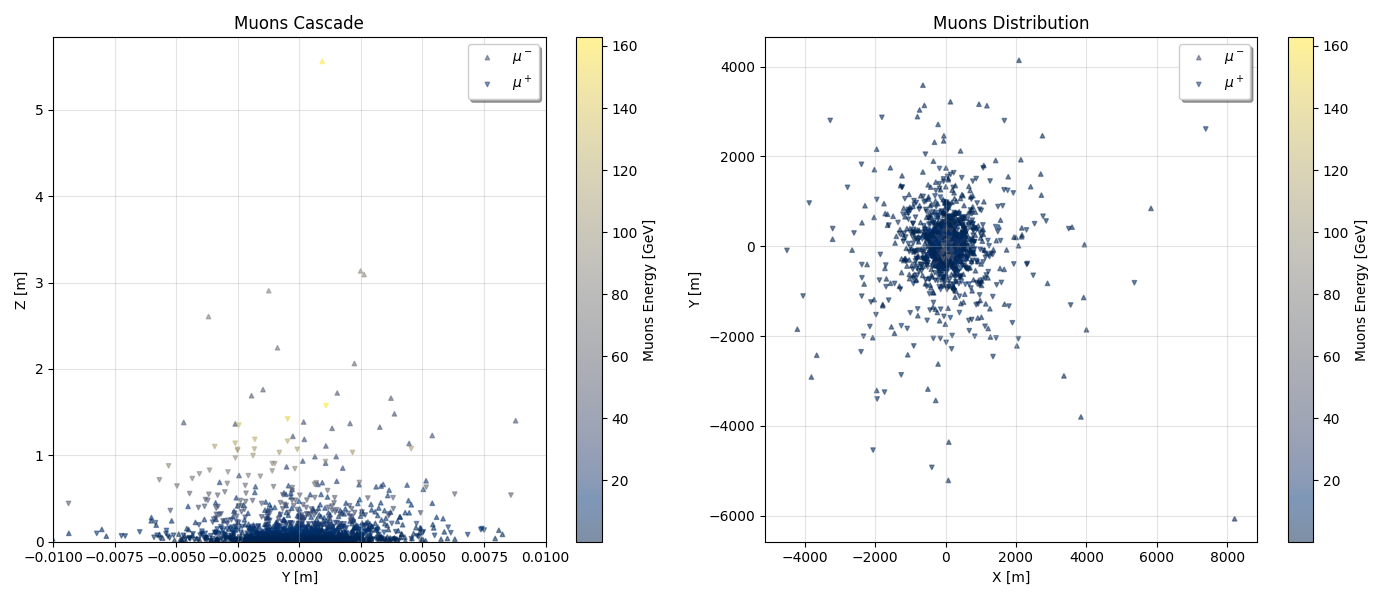 Muons Cascade
μ⁻
μ⁺
Z [m]
5
4
3
2
1
0
−0.0100 −0.0075 −0.0050 −0.0025 0.0000 0.0025 0.0050 0.0075 0.0100
Y [m]
160
140
120
100
80
60
40
20
Muons Energy [GeV]
Muons Distribution
μ⁻
μ⁺
Y [m]
4000
2000
0
−2000
−4000
−6000
−4000 −2000 0 2000 4000 6000 8000
X [m]
160
140
120
100
80
60
40
20
Muons Energy [GeV]